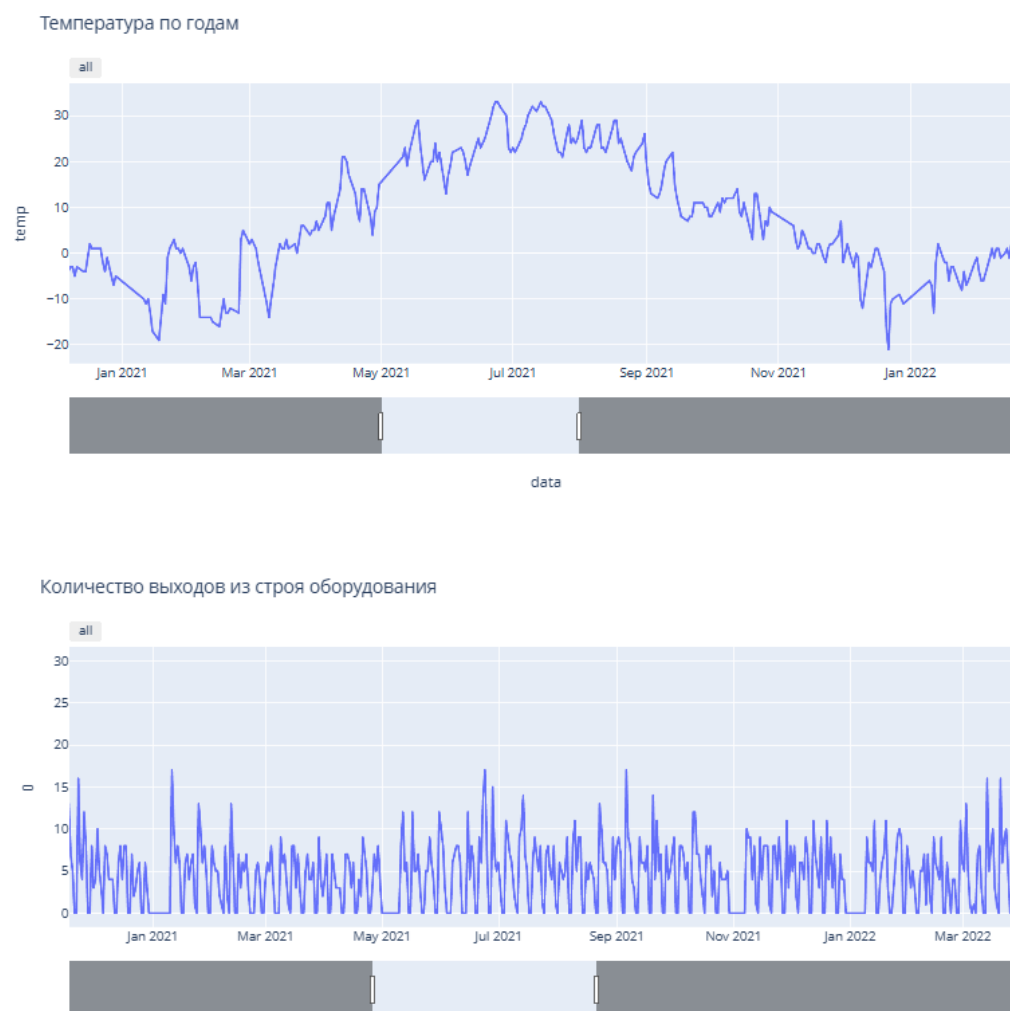 Температура по годам
all
30
20
10
0
−10
−20
temp
Jan 2021 Mar 2021 May 2021 Jul 2021 Sep 2021 Nov 2021 Jan 2022
data
Количество выходов из строя оборудования
all
30
25
20
15
10
5
0
0
Jan 2021 Mar 2021 May 2021 Jul 2021 Sep 2021 Nov 2021 Jan 2022 Mar 2022